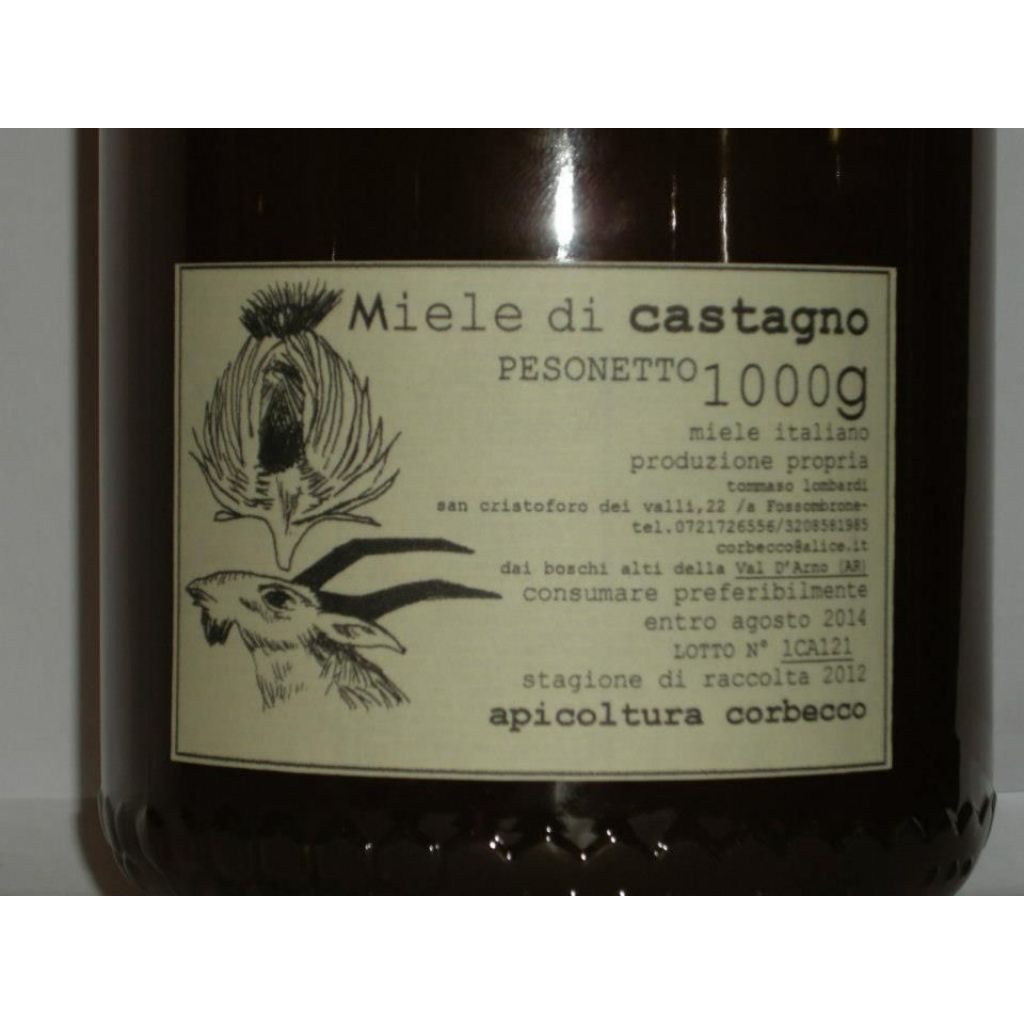 Miele di castagno
PESONETTO 1000g
miele italiano
produzione propria
tommaso lombardi
san cristoforo dei valli,22 /a Fossombrone-
tel.0721726556/3208581985
corbecco@alice.it
dai boschi alti della Val D'Arno (AR)
consumare preferibilmente
entro agosto 2014
LOTTO N° 1CA121
stagione di raccolta 2012
apicoltura corbecco